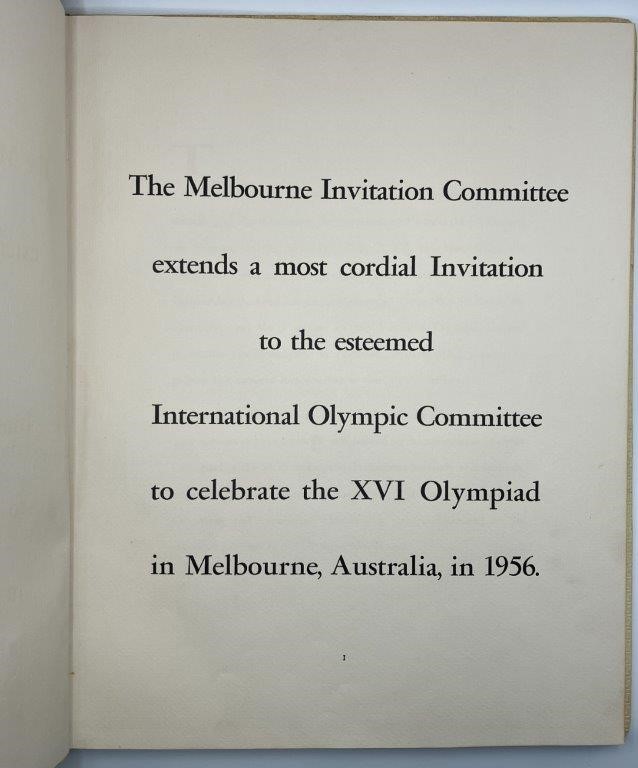 The Melbourne Invitation Committee
extends a most cordial Invitation
to the esteemed
International Olympic Committee
to celebrate the XVI Olympiad
in Melbourne, Australia, in 1956.
1